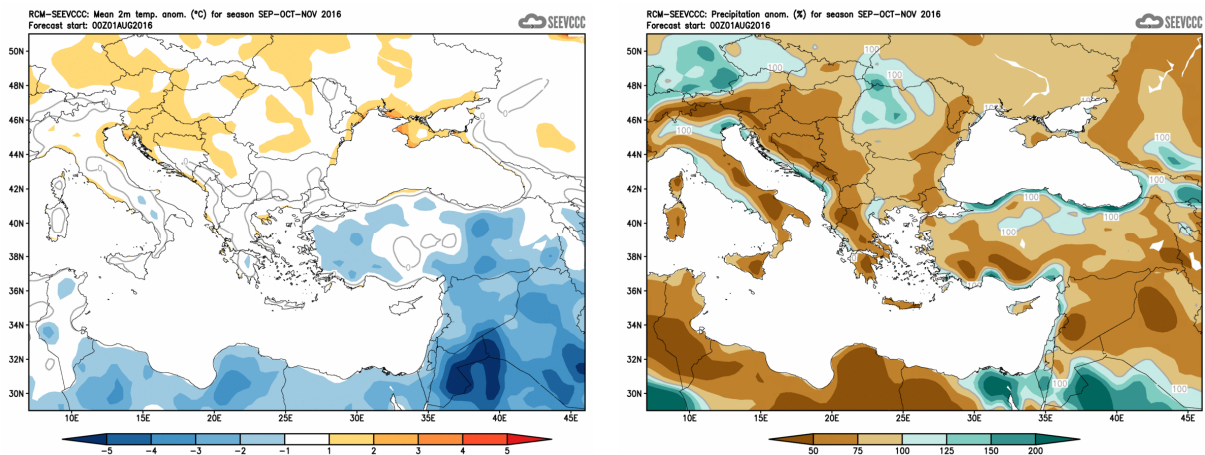 RCM-SEEVCCC: Mean 2m temp. anom. (°C) for season SEP-OCT-NOV 2016
Forecast start: 00Z01AUG2016
SEEVCCC
50N
48N
46N
44N
42N
40N
38N
36N
34N
32N
30N
10E
15E
20E
25E
30E
35E
40E
45E
-5
-4
-3
-2
-1
1
2
3
4
5
RCM-SEEVCCC: Precipitation anom. (%) for season SEP-OCT-NOV 2016
Forecast start: 00Z01AUG2016
SEEVCCC
50N
48N
46N
44N
42N
40N
38N
36N
34N
32N
30N
100
100
100
100
100
100
100
100
100
10E
15E
20E
25E
30E
35E
40E
45E
50
75
100
125
150
200